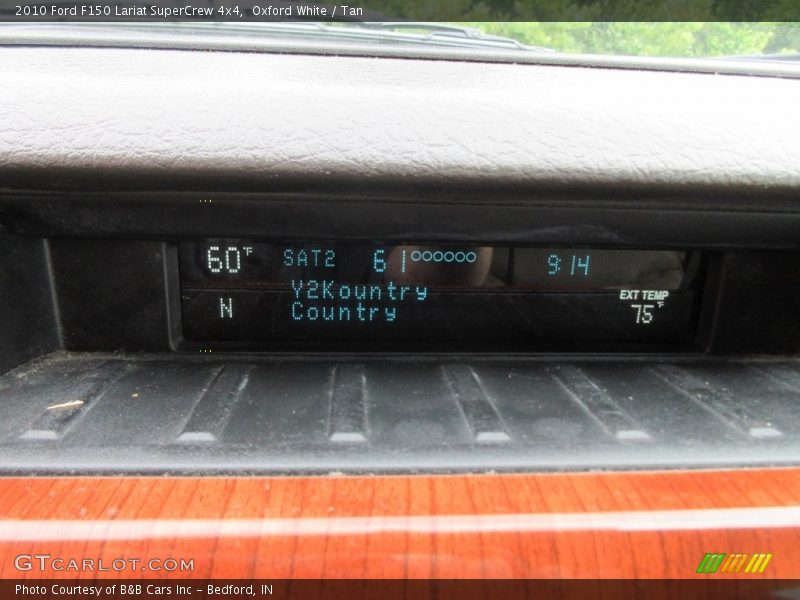 2010 Ford F150 Lariat SuperCrew 4x4, Oxford White / Tan
60°F SAT2 61 9:14
Y2Kountry
N Country
EXT TEMP
75°F
GTCARLOT.COM
Photo Courtesy of B&B Cars Inc - Bedford, IN